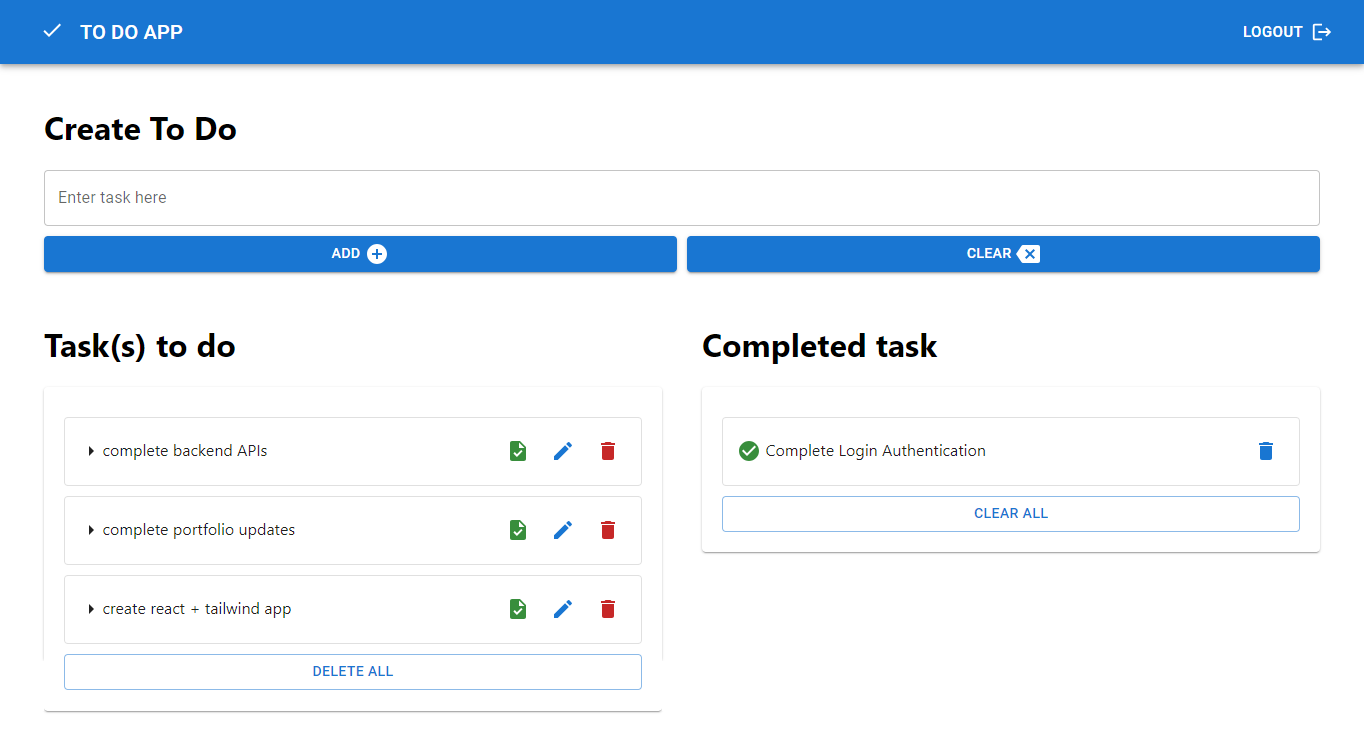 TO DO APP
LOGOUT
Create To Do
Enter task here
ADD
CLEAR
Task(s) to do
complete backend APIs
complete portfolio updates
create react + tailwind app
DELETE ALL
Completed task
Complete Login Authentication
CLEAR ALL